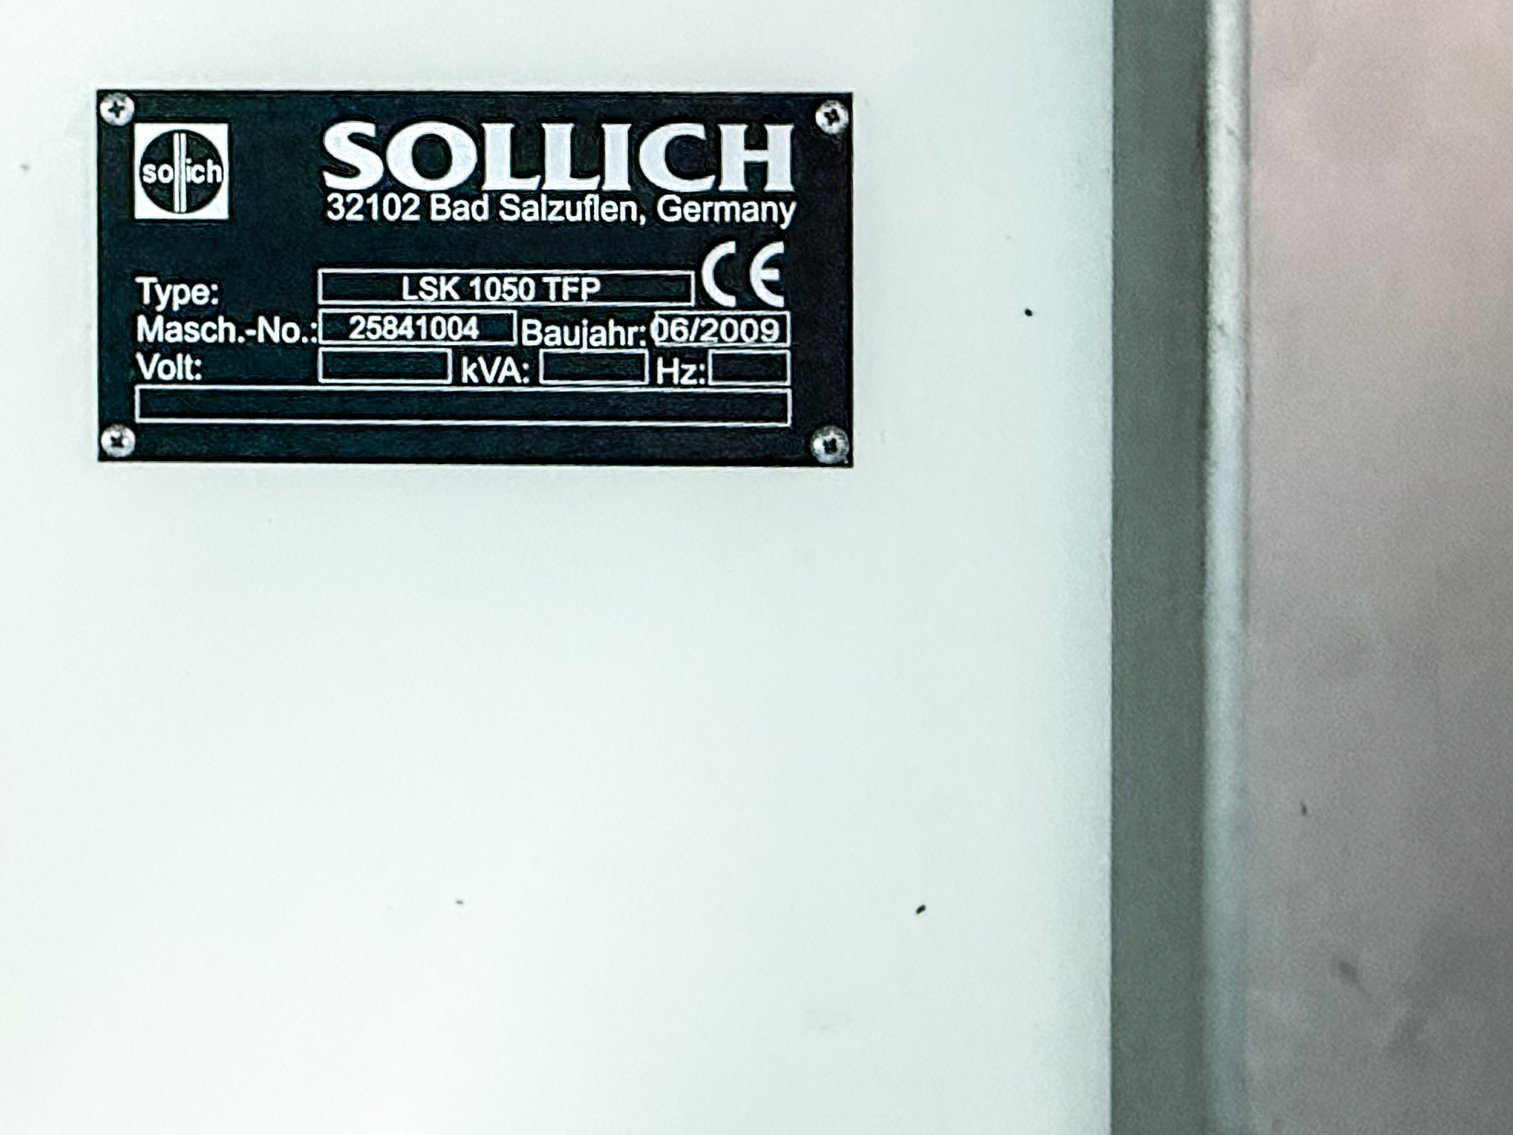 sollich
SOLLICH
32102 Bad Salzuflen, Germany
CE
Type: LSK 1050 TFP
Masch.-No.: 25841004 Baujahr: 06/2009
Volt: kVA: Hz: